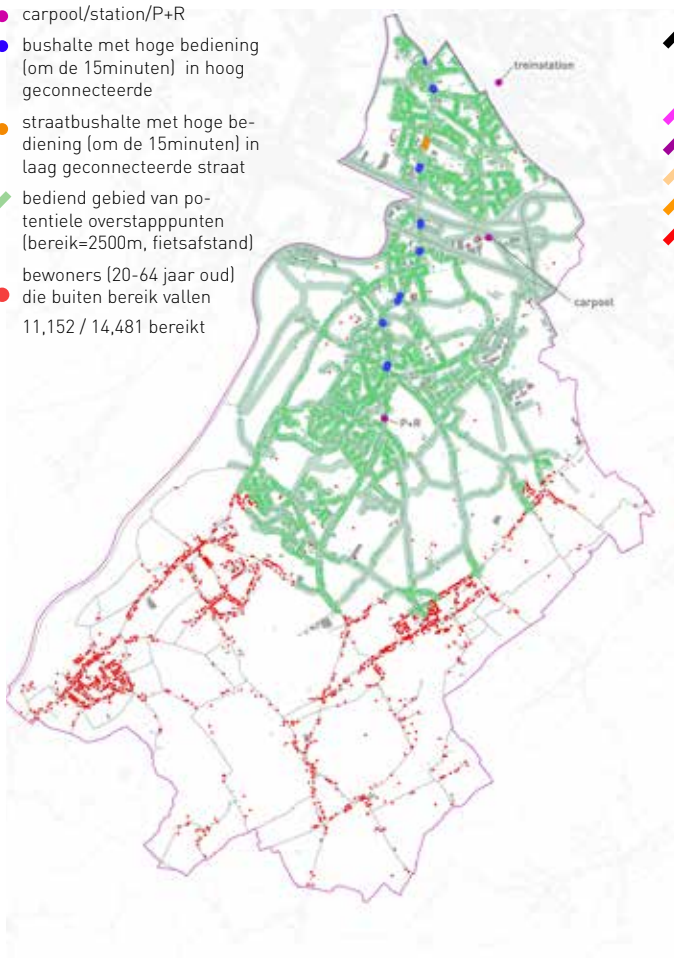 carpool/station/P+R
bushalte met hoge bediening
(om de 15minuten) in hoog
geconnecteerde
straatbushalte met hoge be-
diening (om de 15minuten) in
laag geconnecteerde straat
bediend gebied van po-
tentiele overstapppunten
(bereik=2500m, fietsafstand)
bewoners (20-64 jaar oud)
die buiten bereik vallen
11,152 / 14,481 bereikt
treinstation
carpool
P+R